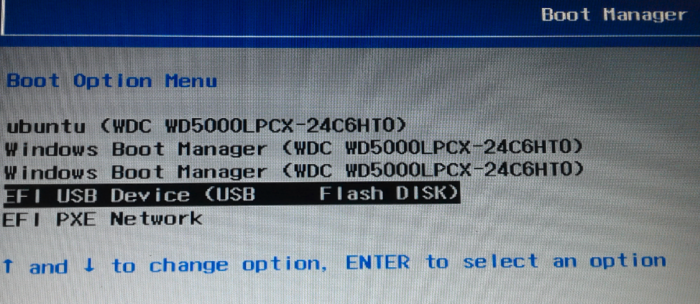 Boot Manager
Boot Option Menu
ubuntu (WDC WD5000LPCX-24C6HT0)
Windows Boot Manager (WDC WD5000LPCX-24C6HT0)
Windows Boot Manager (WDC WD5000LPCX-24C6HT0)
EFI USB Device (USB Flash DISK)
EFI PXE Network
↑ and ↓ to change option, ENTER to select an option